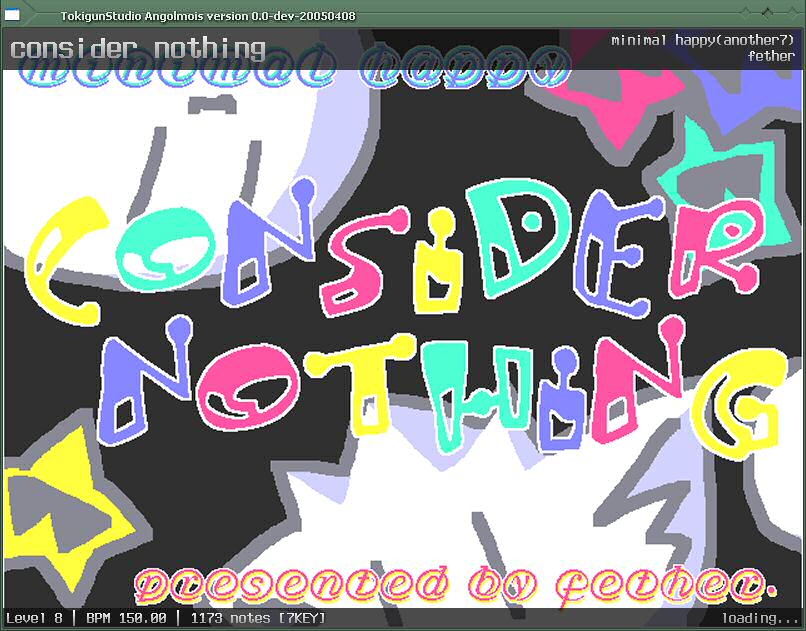 TokigunStudio Angolmois version 0.0-dev-20050408
consider nothing
minimal happy(another7)
fether
minimal happy
CONSIDER
NOTHING
presented by fether.
Level 8 | BPM 150.00 | 1173 notes [7KEY]
loading...